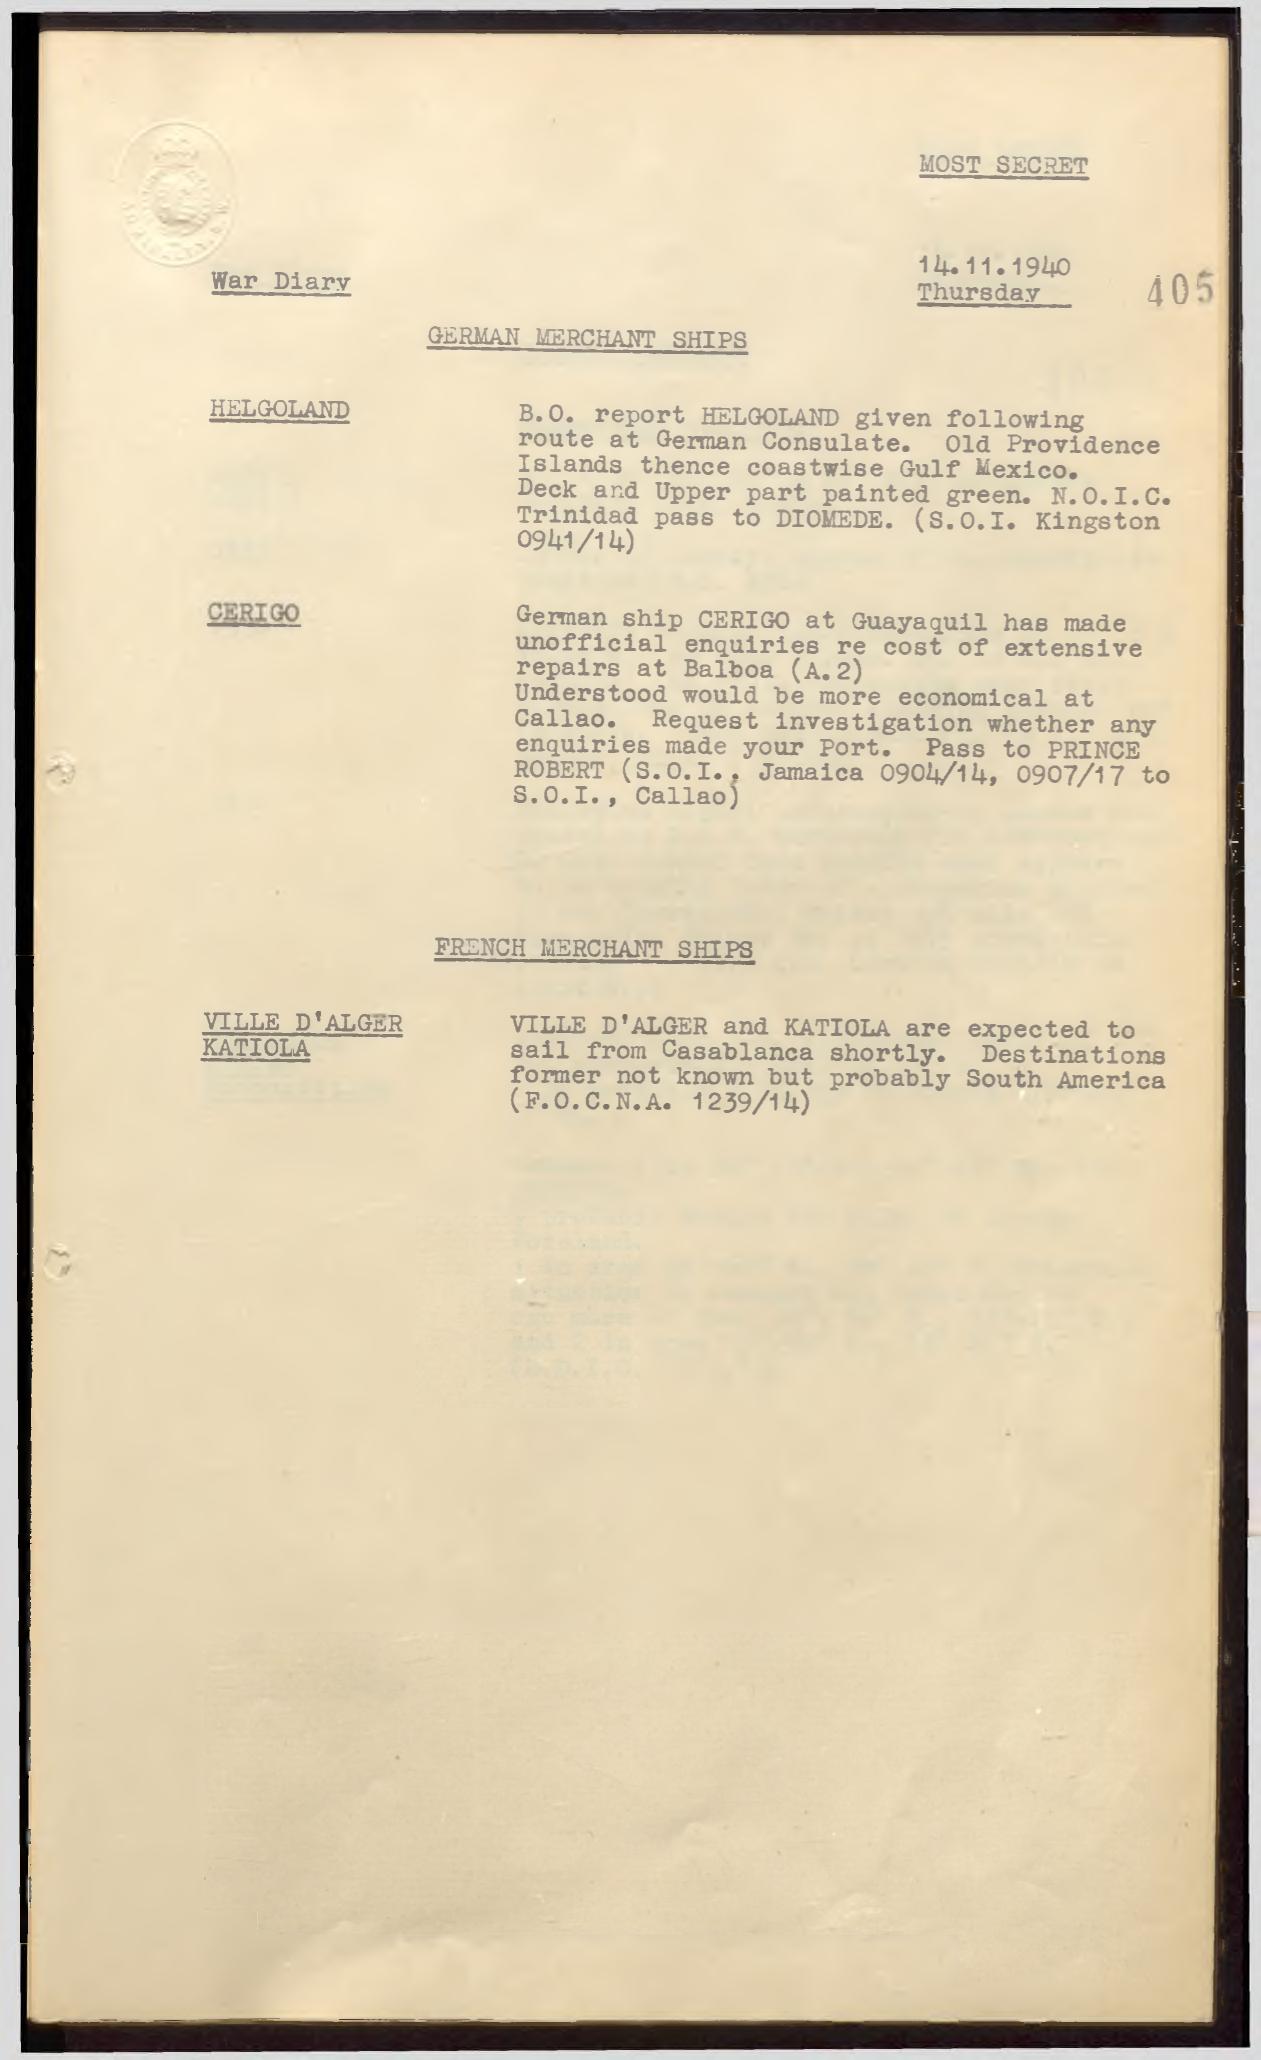 MOST SECRET
14.11.1940
War Diary
Thursday
405
GERMAN MERCHANT SHIPS
HELGOLAND
B.O. report HELGOLAND given following
route at German Consulate. Old Providence
Islands thence coastwise Gulf Mexico.
Deck and Upper part painted green. N.O.I.C.
Trinidad pass to DIOMEDE. (S.O.I. Kingston
0941/14)
CERIGO
German ship CERIGO at Guayaquil has made
unofficial enquiries re cost of extensive
repairs at Balboa (A.2)
Understood would be more economical at
Callao. Request investigation whether any
enquiries made your Port. Pass to PRINCE
ROBERT (S.O.I., Jamaica 0904/14, 0907/17 to
S.O.I., Callao)
FRENCH MERCHANT SHIPS
VILLE D'ALGER
KATIOLA
VILLE D'ALGER and KATIOLA are expected to
sail from Casablanca shortly. Destinations
former not known but probably South America
(F.O.C.N.A. 1239/14)